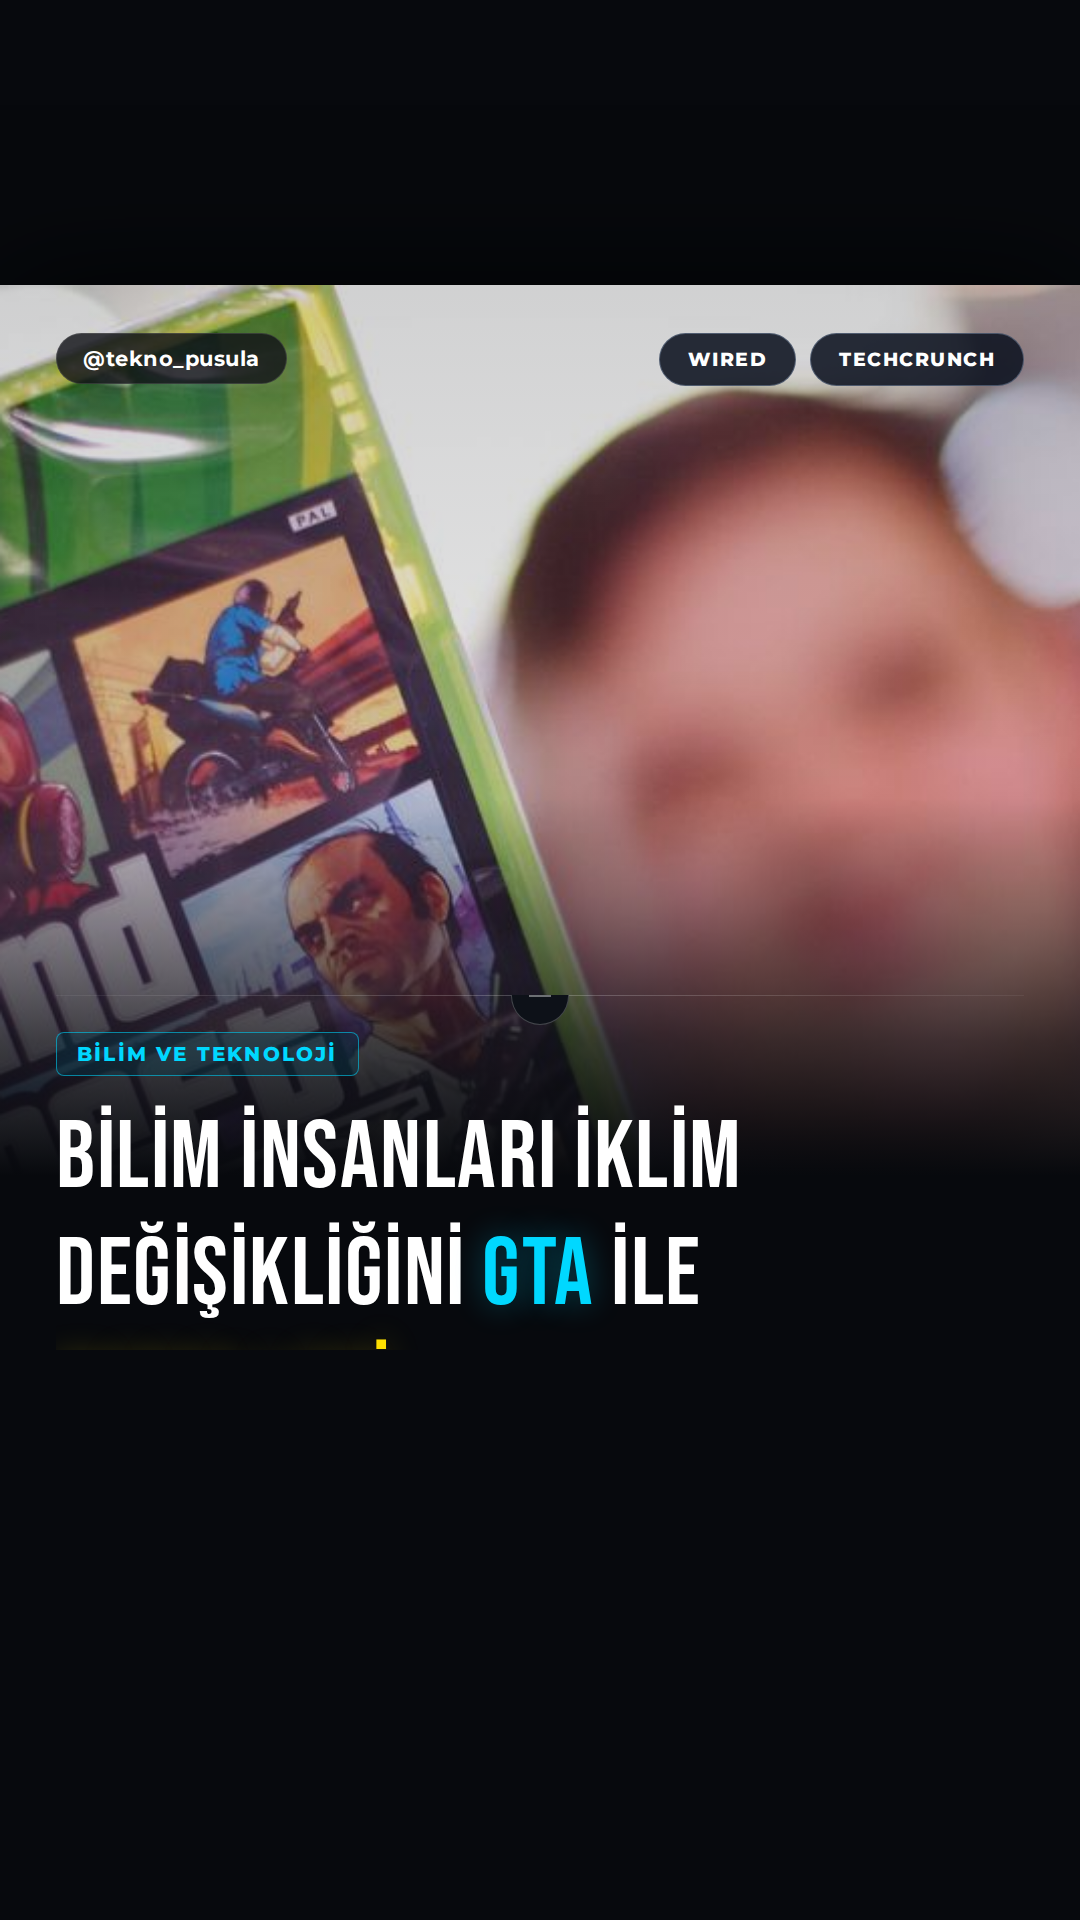 @tekno_pusula
WIRED
TECHCRUNCH
PAL
BİLİM VE TEKNOLOJİ
BİLİM İNSANLARI İKLİM
DEĞİŞİKLİĞİNİ GTA İLE